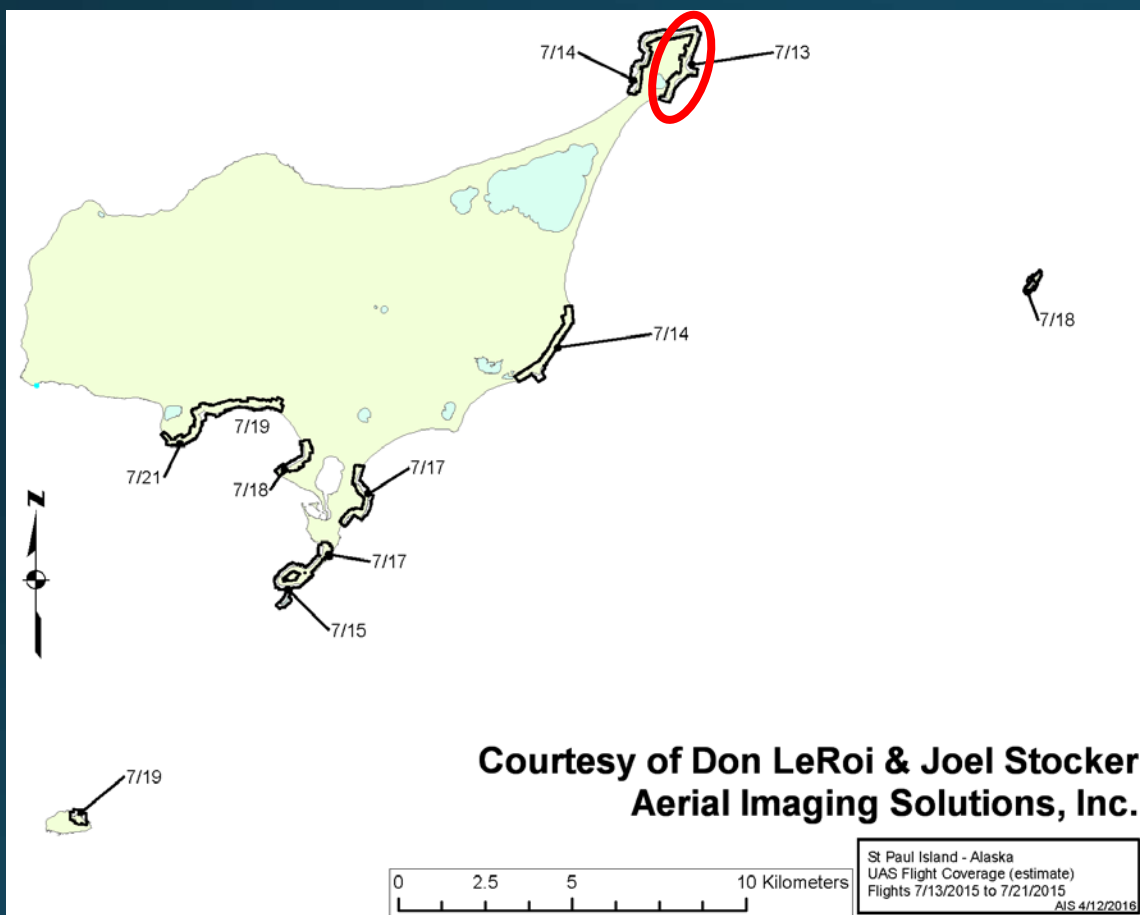 7/14
7/13
7/18
7/14
7/19
7/21
7/18
7/17
7/17
7/15
N
7/19
Courtesy of Don LeRoi & Joel Stocker
Aerial Imaging Solutions, Inc.
St Paul Island - Alaska
UAS Flight Coverage (estimate)
Flights 7/13/2015 to 7/21/2015
AIS 4/12/2016
0 2.5 5 10 Kilometers